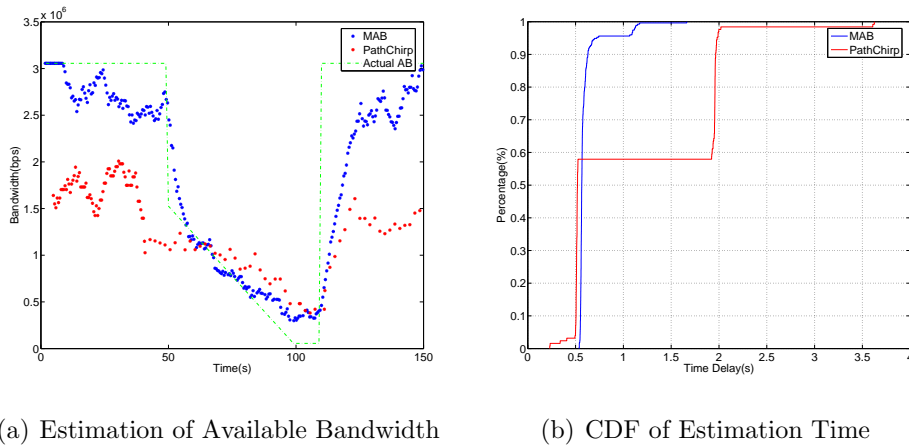 x 10^6
3.5
3
2.5
2
1.5
1
0.5
0
0 50 100 150
Bandwidth(bps)
Time(s)
MAB
PathChirp
Actual AB
1
0.9
0.8
0.7
0.6
0.5
0.4
0.3
0.2
0.1
0
0 0.5 1 1.5 2 2.5 3 3.5 4
Percentage(%)
Time Delay(s)
MAB
PathChirp
a) Estimation of Available Bandwidth
(b) CDF of Estimation Time